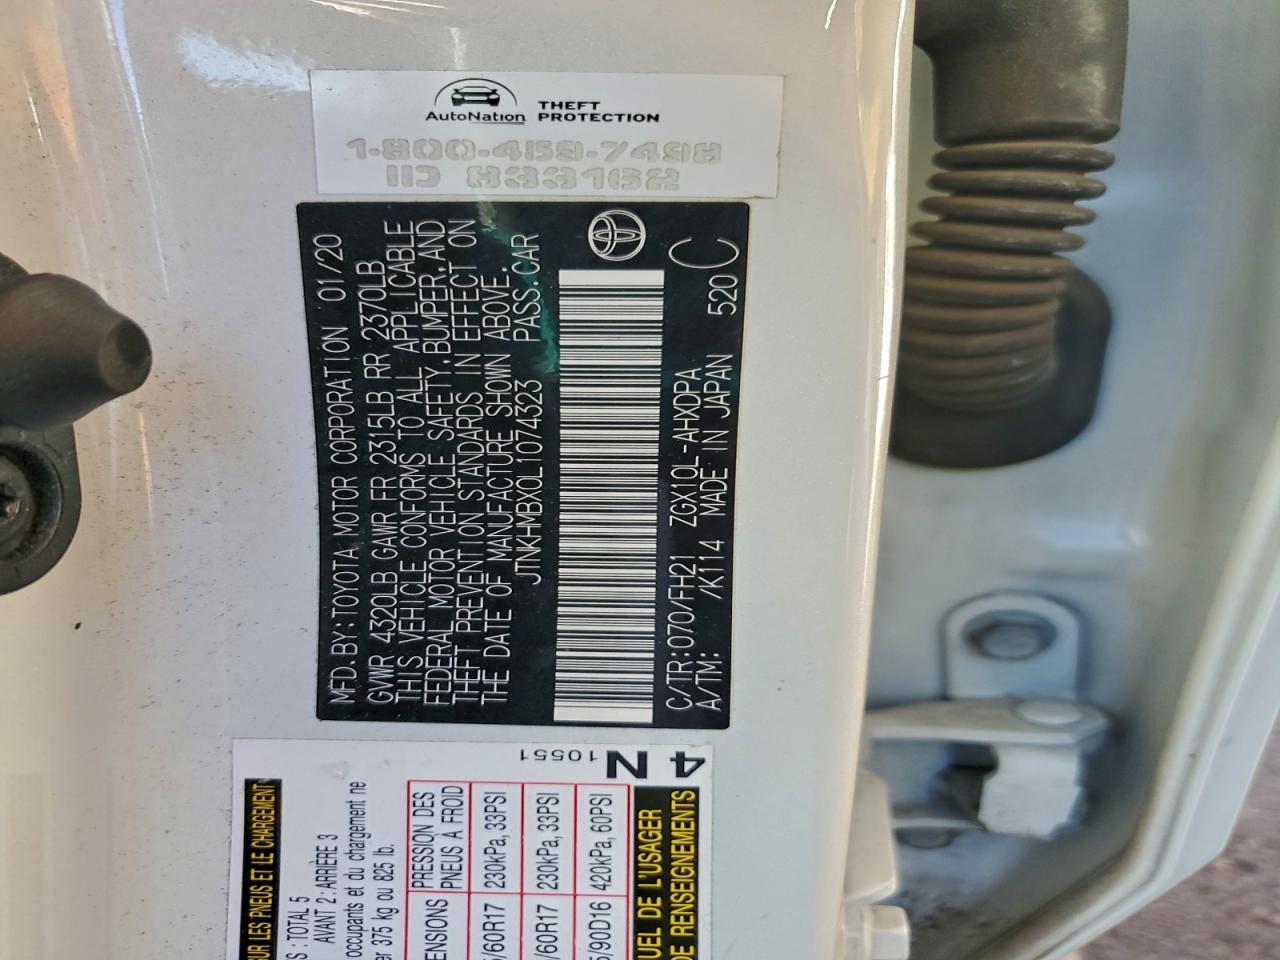 AutoNation
THEFT
PROTECTION
1-800-459-7498
ID 833162
MFD.BY:TOYOTA MOTOR CORPORATION 01/20
GVWR 4320LB GAWR FR 2315LB RR 2370LB
THIS VEHICLE CONFORMS TO ALL APPLICABLE
FEDERAL MOTOR VEHICLE SAFETY,BUMPER,AND
THEFT PREVENTION STANDARDS IN EFFECT ON
THE DATE OF MANUFACTURE SHOWN ABOVE.
JTNKHMBX0L1074323 PASS.CAR
C/TR:070/FH21 ZGX10L-AHXDPA C
A/TM: /K114 MADE IN JAPAN 520
4N
10551
SUR LES PNEUS ET LE CHARGEMENT
: TOTAL 5
AVANT 2 : ARRIÈRE 3
occupants et du chargement ne
375 kg ou 825 lb.
PRESSION DES
PNEUS À FROID
/60R17 230kPa, 33PSI
/60R17 230kPa, 33PSI
/90D16 420kPa, 60PSI
DE L'USAGER
DE RENSEIGNEMENTS